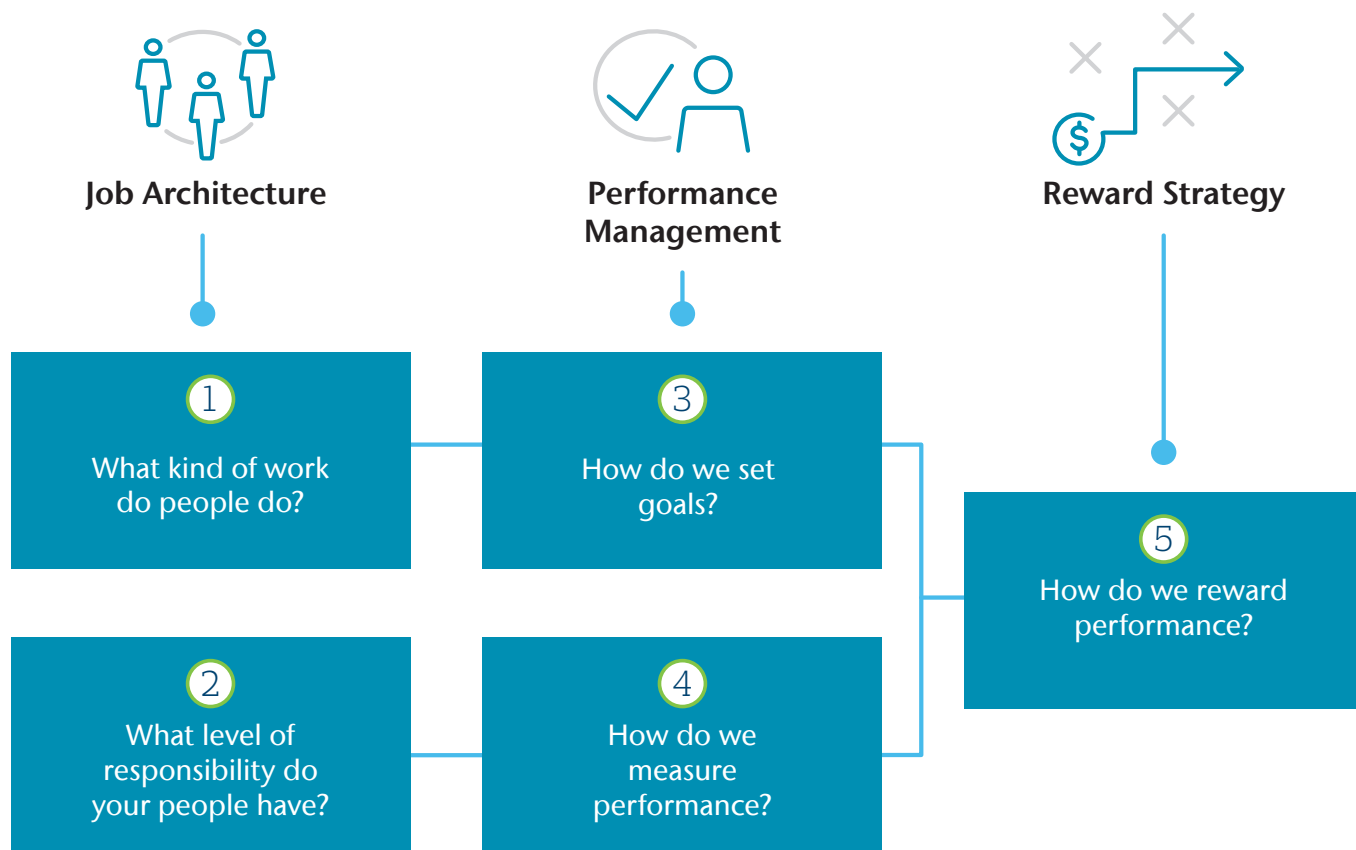 $
Job Architecture
Performance
Management
Reward Strategy
1
What kind of work
do people do?
3
How do we set
goals?
5
How do we reward
performance?
2
What level of
responsibility do
your people have?
4
How do we
measure
performance?